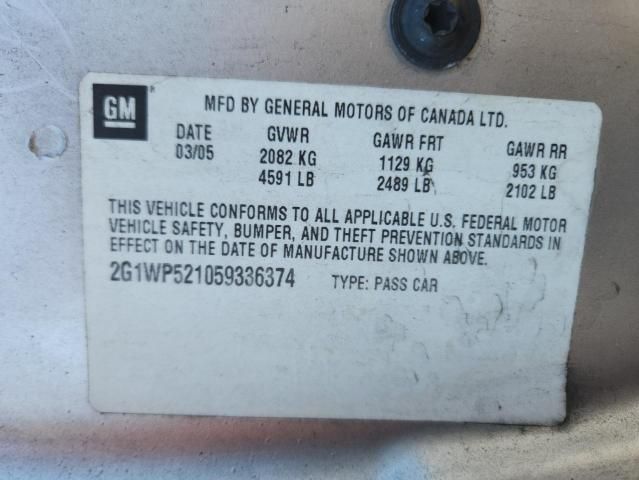 GM
MFD BY GENERAL MOTORS OF CANADA LTD.
DATE GVWR GAWR FRT GAWR RR
03/05 2082 KG 1129 KG 953 KG
4591 LB 2489 LB 2102 LB
THIS VEHICLE CONFORMS TO ALL APPLICABLE U.S. FEDERAL MOTOR
VEHICLE SAFETY, BUMPER, AND THEFT PREVENTION STANDARDS IN
EFFECT ON THE DATE OF MANUFACTURE SHOWN ABOVE.
2G1WP521059336374 TYPE: PASS CAR